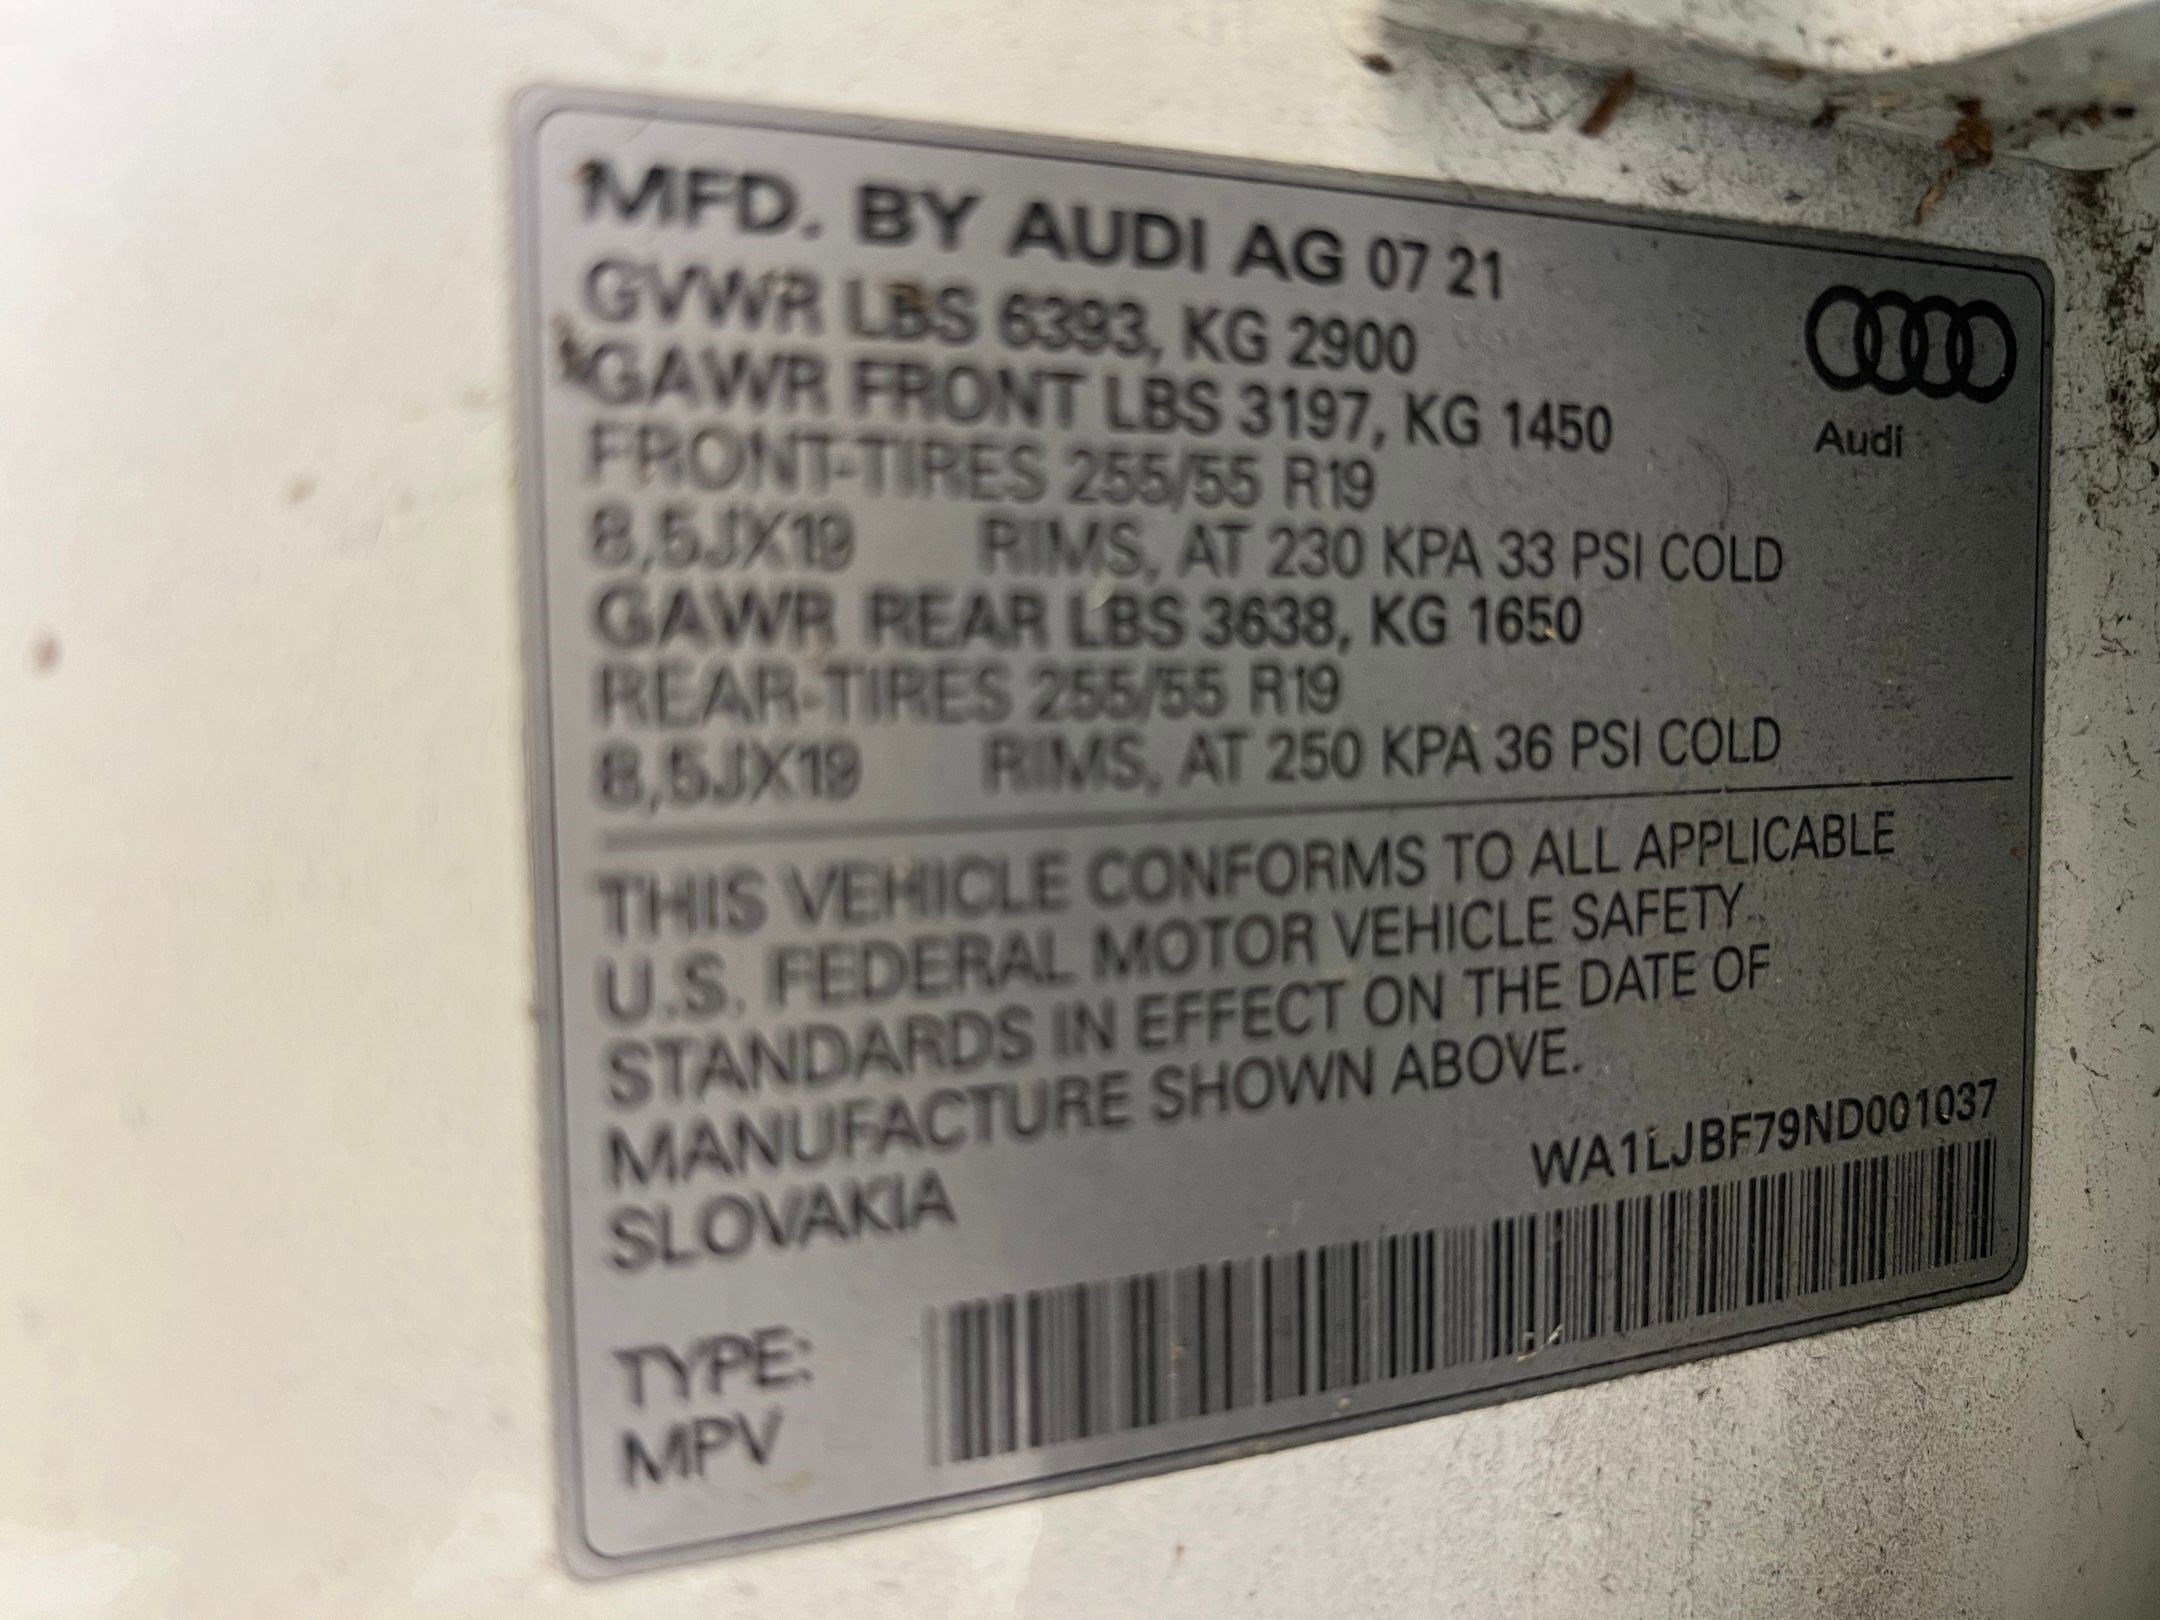 MFD. BY AUDI AG 07 21
GVWR LBS 6393, KG 2900
GAWR FRONT LBS 3197, KG 1450
FRONT-TIRES 255/55 R19
8,5JX19 RIMS, AT 230 KPA 33 PSI COLD
GAWR REAR LBS 3638, KG 1650
REAR-TIRES 255/55 R19
8,5JX19 RIMS, AT 250 KPA 36 PSI COLD
Audi
THIS VEHICLE CONFORMS TO ALL APPLICABLE
U.S. FEDERAL MOTOR VEHICLE SAFETY
STANDARDS IN EFFECT ON THE DATE OF
MANUFACTURE SHOWN ABOVE.
SLOVAKIA
WA1LJBF79ND001037
TYPE:
MPV